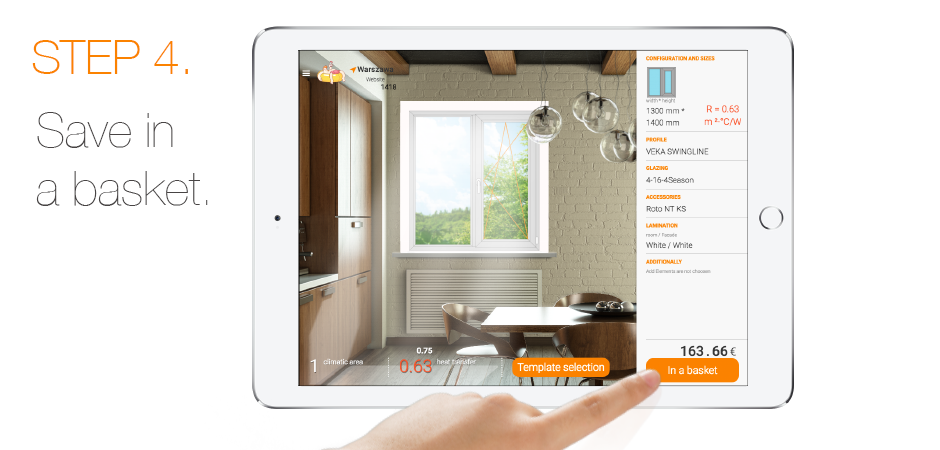 STEP 4.
Save in
a basket.
Warszawa
Website
1418
1
climatic area
0.75
0.63
heat transfer
Template selection
CONFIGURATION AND SIZES
width * height
1300 mm *
1400 mm
R = 0.63
m ²·°C/W
PROFILE
VEKA SWINGLINE
GLAZING
4-16-4Season
ACCESSORIES
Roto NT KS
LAMINATION
room / Facade
White / White
ADDITIONALLY
Add Elements are not choosen
163.66 €
In a basket